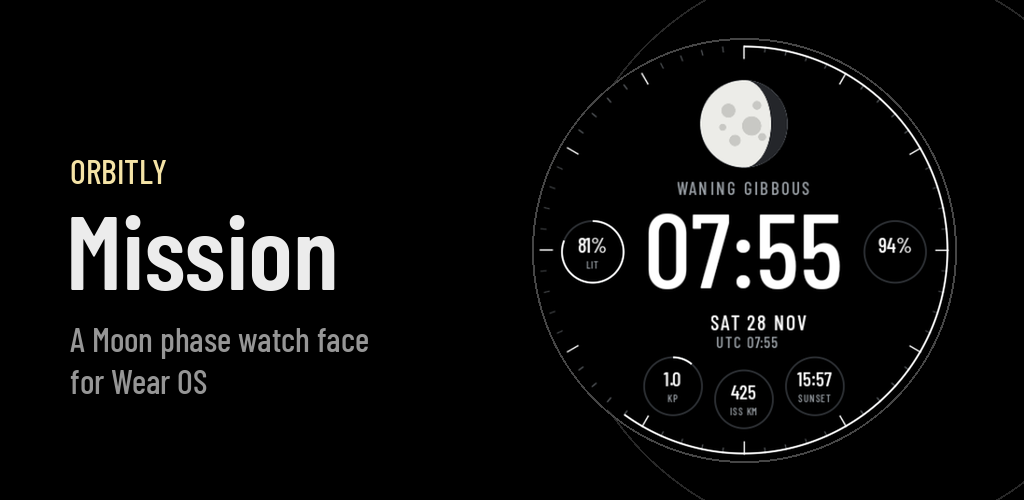 ORBITLY
Mission
A Moon phase watch face
for Wear OS
WANING GIBBOUS
81%
LIT
07:55
94%
SAT 28 NOV
UTC 07:55
1.0
KP
425
ISS KM
15:57
SUNSET